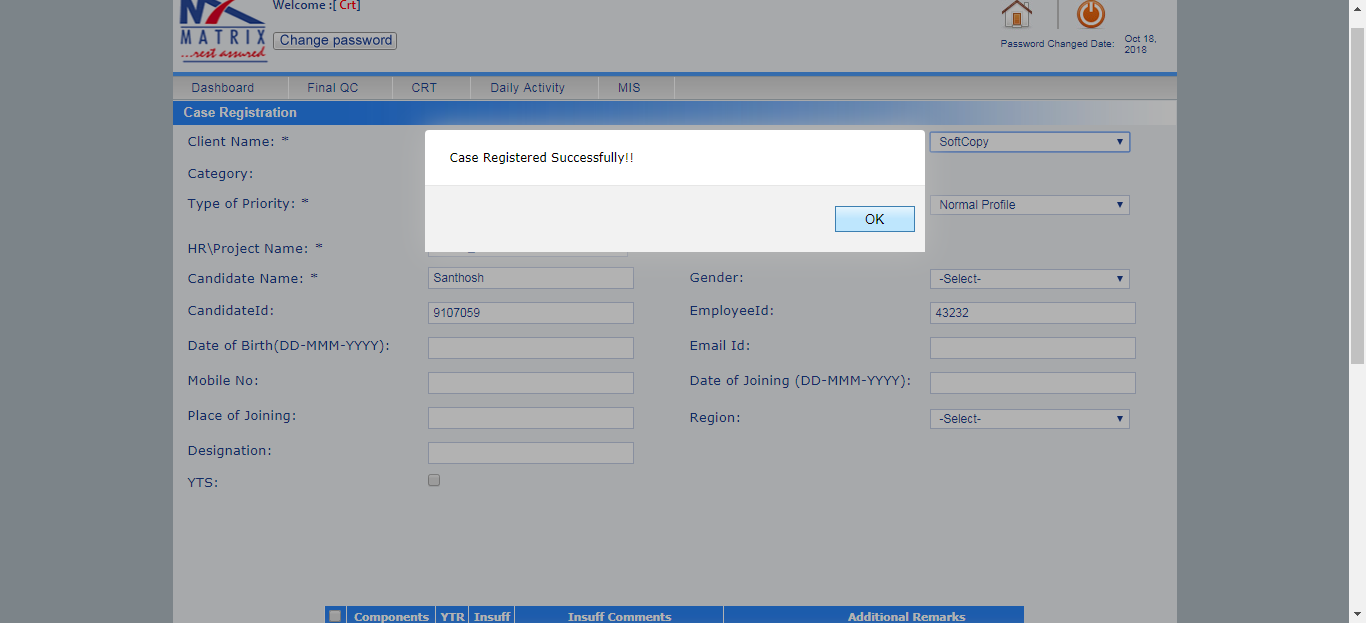 Welcome :[ Crt]
MATRIX
...rest assured
Change password
Password Changed Date: Oct 18, 2018
Dashboard Final QC CRT Daily Activity MIS
Case Registration
Client Name: * SoftCopy
Case Registered Successfully!!
Category:
Type of Priority: * Normal Profile
OK
HR\Project Name: *
Candidate Name: * Santhosh Gender: -Select-
CandidateId: 9107059 EmployeeId: 43232
Date of Birth(DD-MMM-YYYY): Email Id:
Mobile No: Date of Joining (DD-MMM-YYYY):
Place of Joining: Region: -Select-
Designation:
YTS:
Components YTR Insuff Insuff Comments Additional Remarks